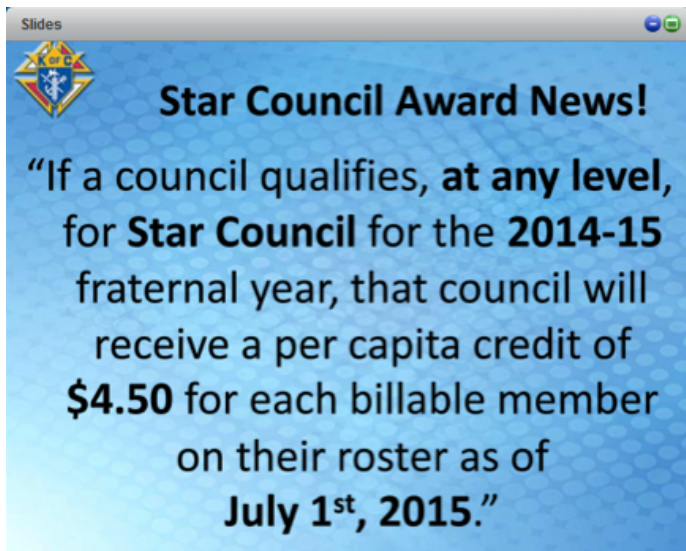 Slides
K of C
Star Council Award News!
“If a council qualifies, at any level,
for Star Council for the 2014-15
fraternal year, that council will
receive a per capita credit of
$4.50 for each billable member
on their roster as of
July 1st, 2015.”